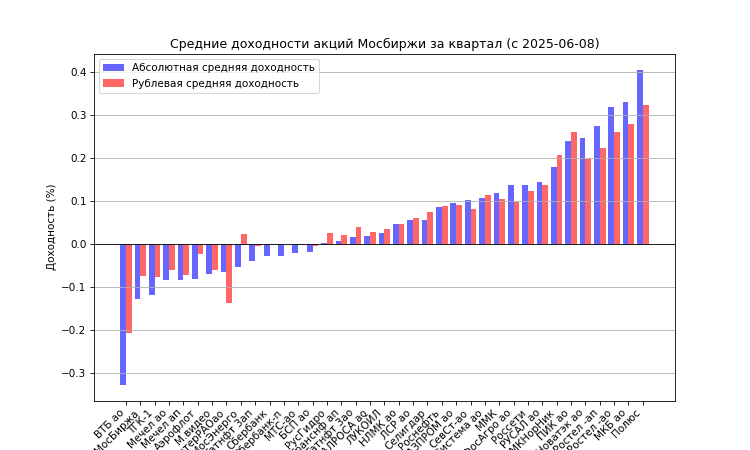 Средние доходности акций Мосбиржи за квартал (с 2025-06-08)
Абсолютная средняя доходность
Рублевая средняя доходность
Доходность (%)
0.4
0.3
0.2
0.1
0.0
−0.1
−0.2
−0.3
ВТБ ао
МосБиржа
ТГК-1
Мечел ао
Мечел ап
Аэрофлот
М.видео
Сбербанк
МТС-ао
БСП ао
РусГидро
ЛУКОЙЛ
НЛМК ао
ЛСР ао
Селигдар
Роснефть
СевСт-ао
ММК
Россети
РУСАЛ ао
ПИК ао
Ростел -ап
Ростел -ао
МКБ ао
Полюс